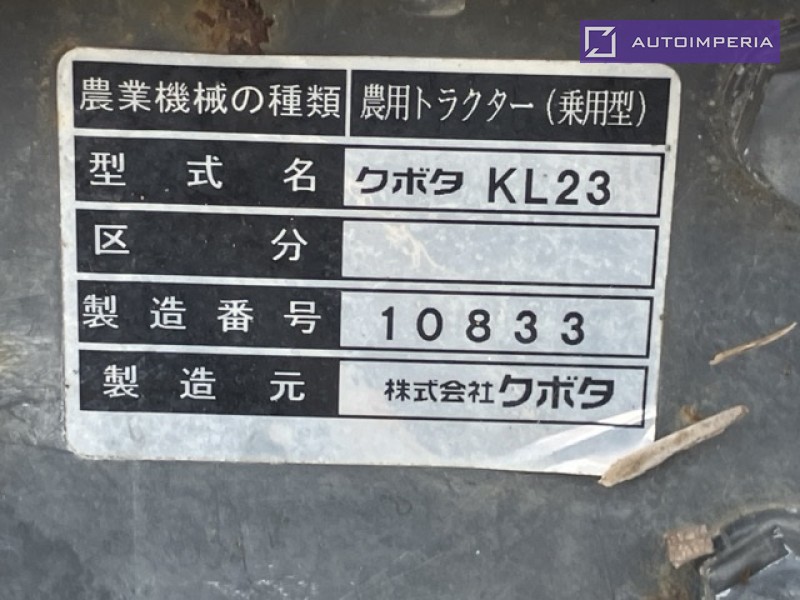 AUTOIMPERIA
農業機械の種類 農用トラクター(乗用型)
型式名 クボタ KL23
区分
製造番号 10833
製造元 株式会社クボタ